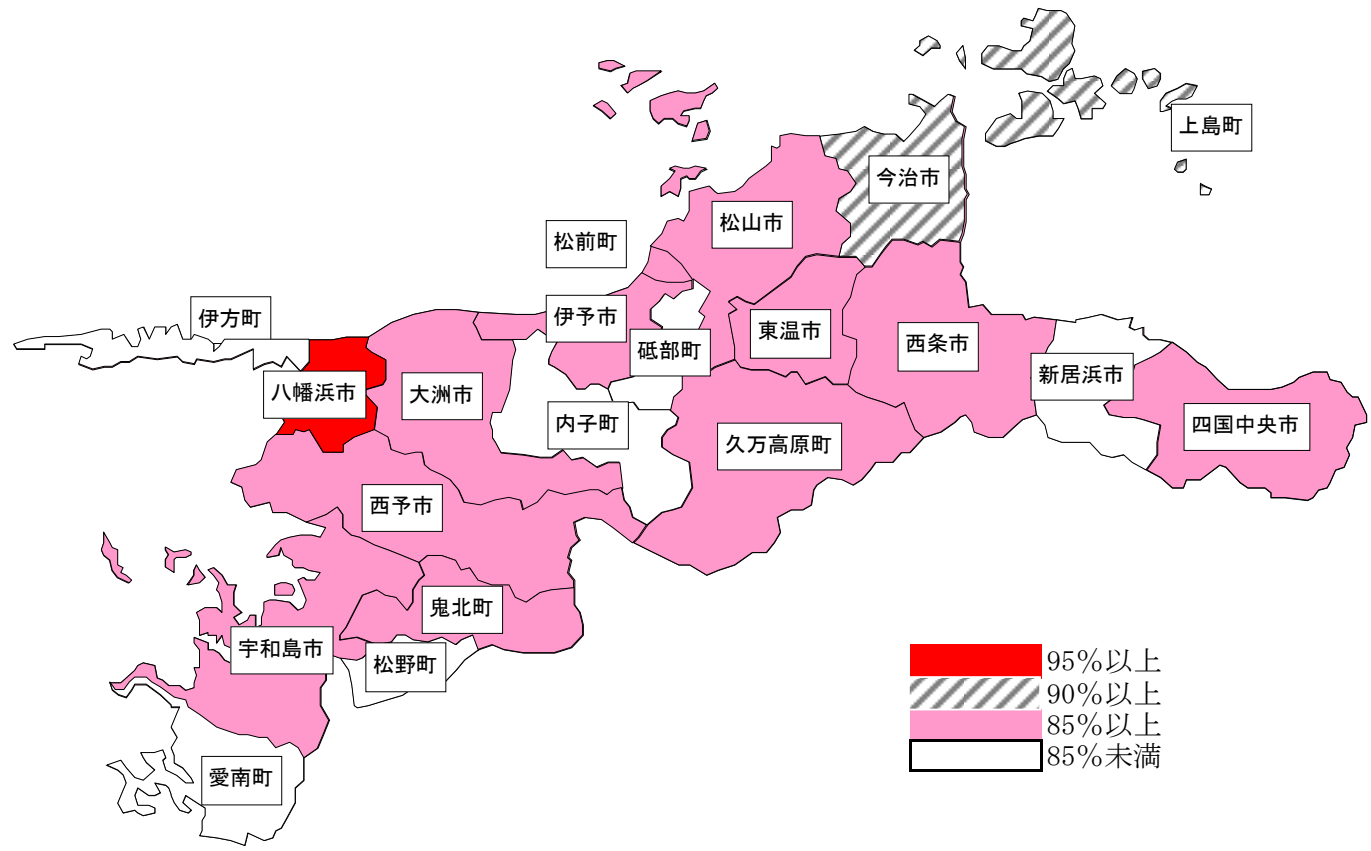 上島町
今治市
松山市
松前町
伊方町
伊予市
東温市
西条市
砥部町
新居浜市
八幡浜市
大洲市
内子町
四国中央市
久万高原町
西予市
鬼北町
宇和島市
松野町
愛南町
95%以上
90%以上
85%以上
85%未満